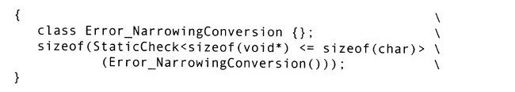 { \
class Error_NarrowingConversion {}; \
sizeof(StaticCheck<sizeof(void*) <= sizeof(char)> \
(Error_NarrowingConversion())); \
}